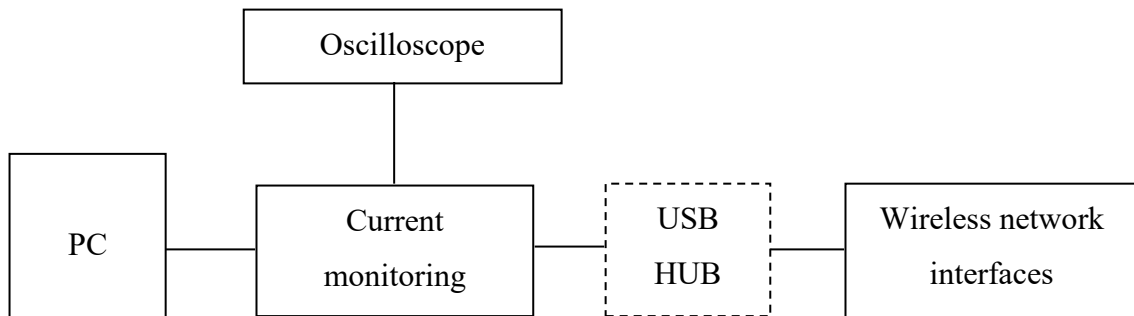 Oscilloscope
PC
Current
monitoring
USB
HUB
Wireless network
interfaces